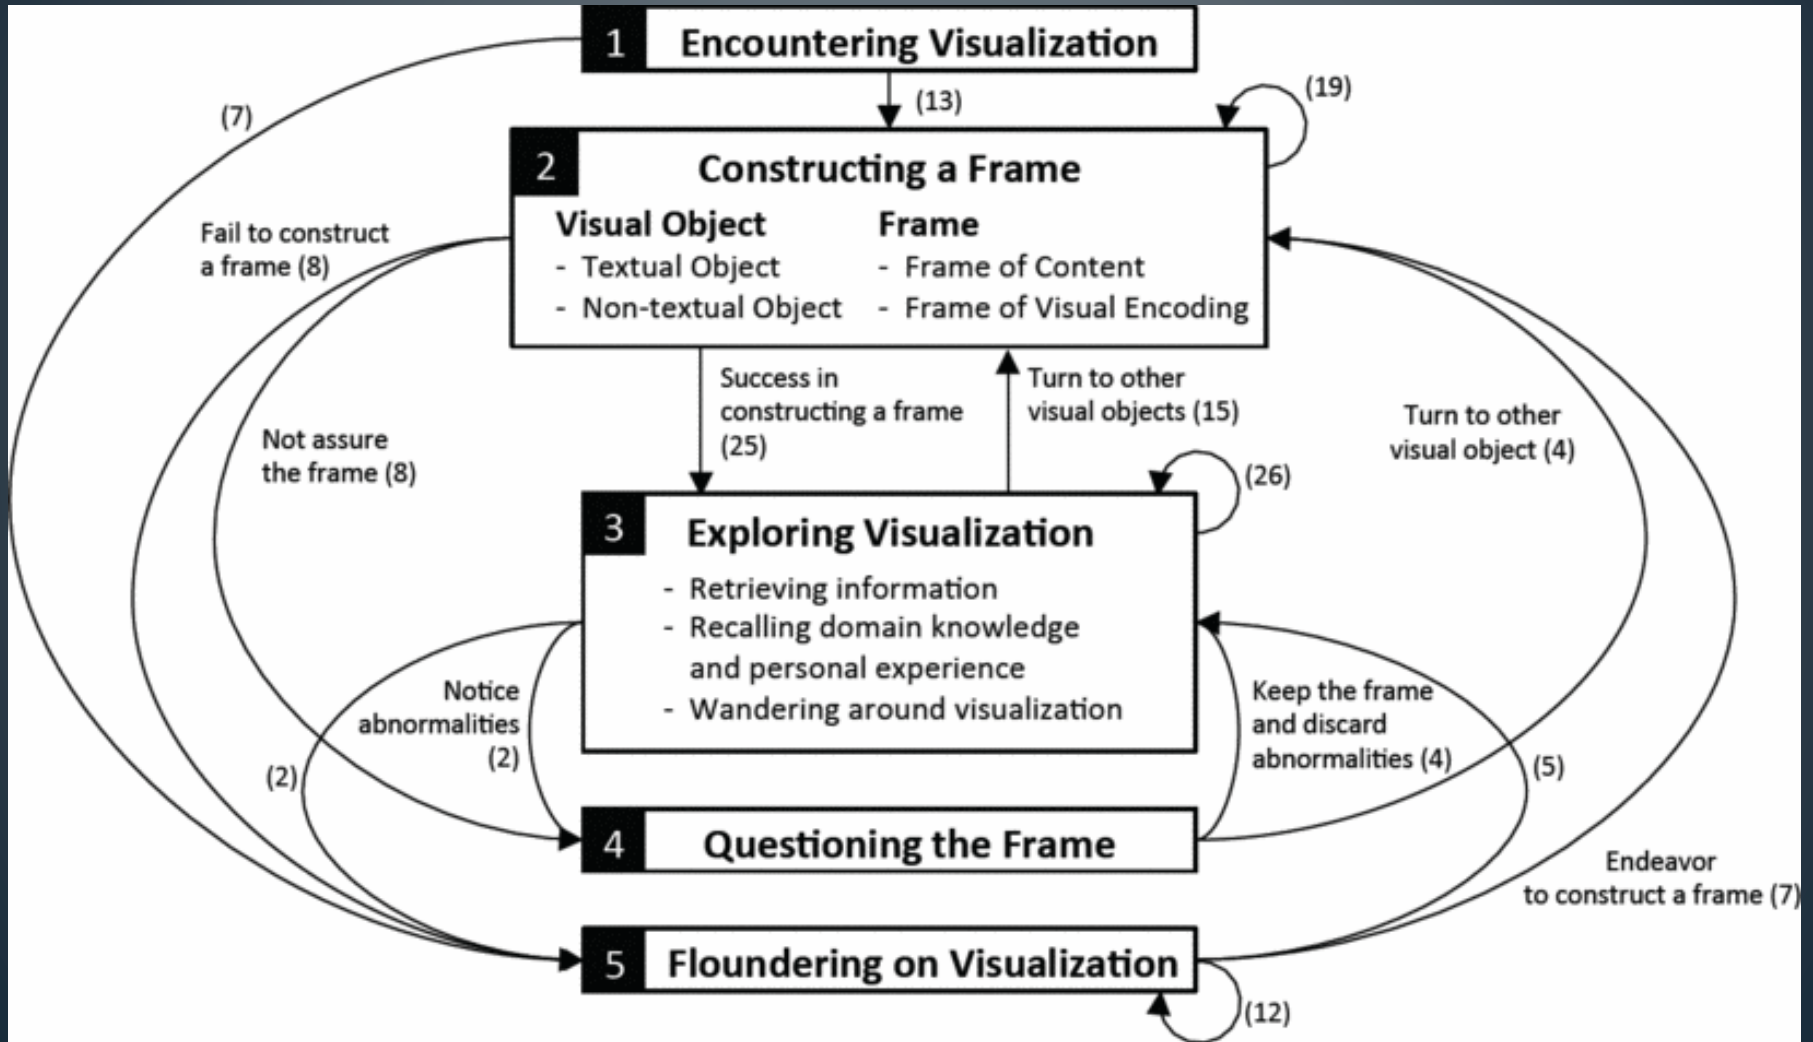 1 Encountering Visualization
(7)
(13)
(19)
2 Constructing a Frame
Visual Object
- Textual Object
- Non-textual Object
Frame
- Frame of Content
- Frame of Visual Encoding
Fail to construct
a frame (8)
Not assure
the frame (8)
Success in
constructing a frame
(25)
Turn to other
visual objects (15)
Turn to other
visual object (4)
(26)
3 Exploring Visualization
- Retrieving information
- Recalling domain knowledge
and personal experience
- Wandering around visualization
Notice
abnormalities
(2)
(2)
Keep the frame
and discard
abnormalities (4)
(5)
4 Questioning the Frame
Endeavor
to construct a frame (7)
5 Floundering on Visualization
(12)